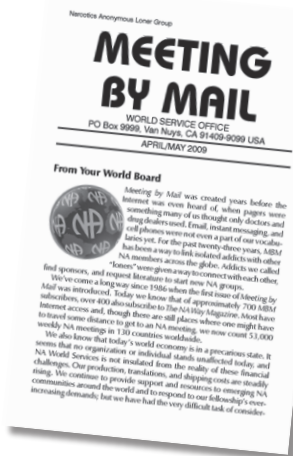 Narcotics Anonymous Loner Group
MEETING
BY MAIL
WORLD SERVICE OFFICE
PO Box 9999, Van Nuys, CA 91409-9099 USA
APRIL/MAY 2009
From Your World Board
Meeting by Mail was created years before the
Internet was even heard of, when pagers were
something many of us thought only doctors and
drug dealers used. Email, instant messaging, and
cell phones were not even a part of our vocabu-
laries yet. For the past twenty-three years, MBM
has been a way to link isolated addicts with other
NA members across the globe. Addicts we called
“loners” were given a way to connect with each other,
find sponsors, and request literature to start new NA groups.
We’ve come a long way since 1986 when the first issue of Meeting by
Mail was introduced. Today we know that of approximately 700 MBM
subscribers, over 400 also subscribe to The NA Way Magazine. Most have
Internet access and, though there are still places where one might have
to travel some distance to get to an NA meeting, we now count 53,000
weekly NA meetings in 130 countries worldwide.
We also know that today’s world economy is in a precarious state. It
seems that no organization or individual stands unaffected today, and
NA World Services is not insulated from the reality of these financial
challenges. Our production, translations, and shipping costs are steadily
rising. We continue to provide support and resources to emerging NA
communities around the world and to respond to our fellowship’s ever-
increasing demands; but we have had the very difficult task of consider-
NA
NA
NA